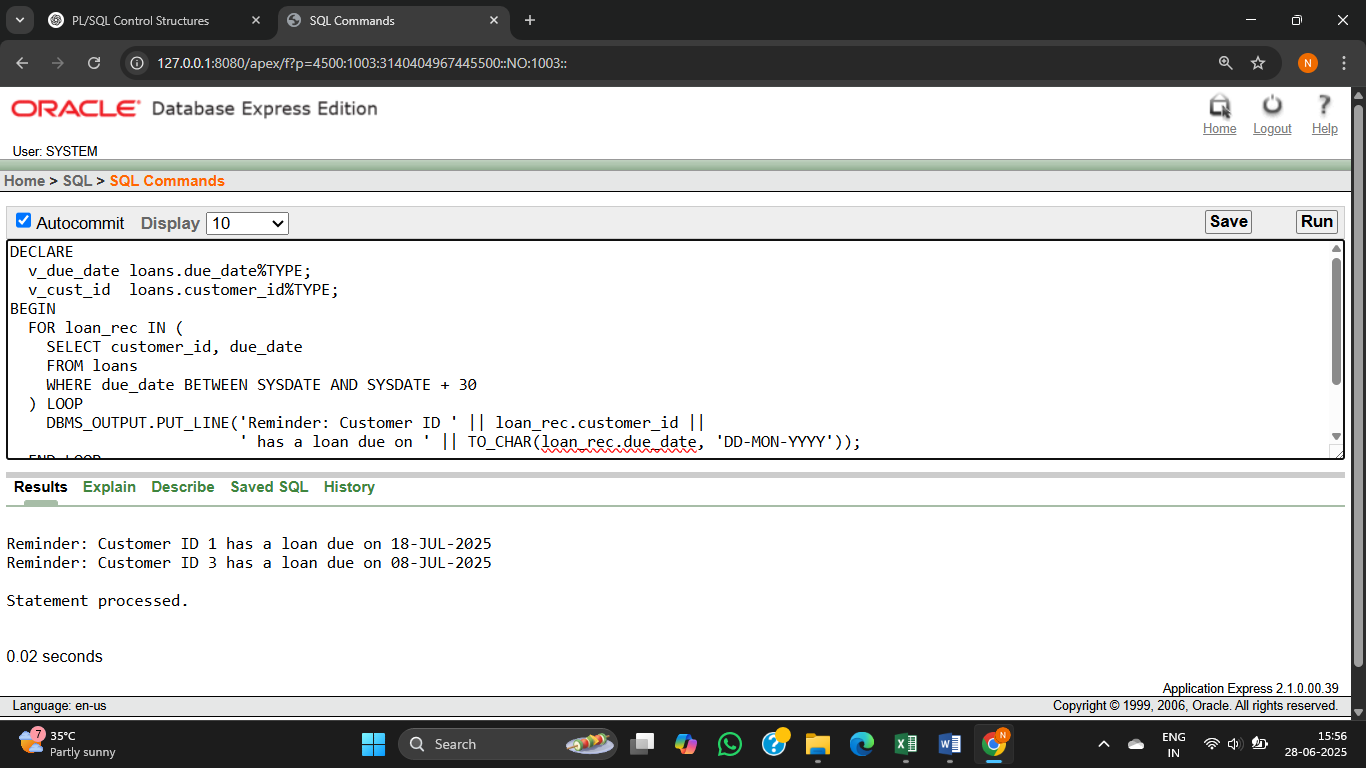 PL/SQL Control Structures
SQL Commands
127.0.0.1:8080/apex/f?p=4500:1003:3140404967445500::NO:1003::
N
ORACLE Database Express Edition
Home Logout Help
User: SYSTEM
Home > SQL > SQL Commands
Autocommit Display 10 Save Run
DECLARE
  v_due_date loans.due_date%TYPE;
  v_cust_id  loans.customer_id%TYPE;
BEGIN
  FOR loan_rec IN (
    SELECT customer_id, due_date
    FROM loans
    WHERE due_date BETWEEN SYSDATE AND SYSDATE + 30
  ) LOOP
    DBMS_OUTPUT.PUT_LINE('Reminder: Customer ID ' || loan_rec.customer_id ||
                         ' has a loan due on ' || TO_CHAR(loan_rec.due_date, 'DD-MON-YYYY'));
  END LOOP
Results Explain Describe Saved SQL History
Reminder: Customer ID 1 has a loan due on 18-JUL-2025
Reminder: Customer ID 3 has a loan due on 08-JUL-2025
Statement processed.
0.02 seconds
Application Express 2.1.0.00.39
Language: en-us Copyright © 1999, 2006, Oracle. All rights reserved.
7
35°C
Partly sunny
Search
N
ENG
IN
15:56
28-06-2025